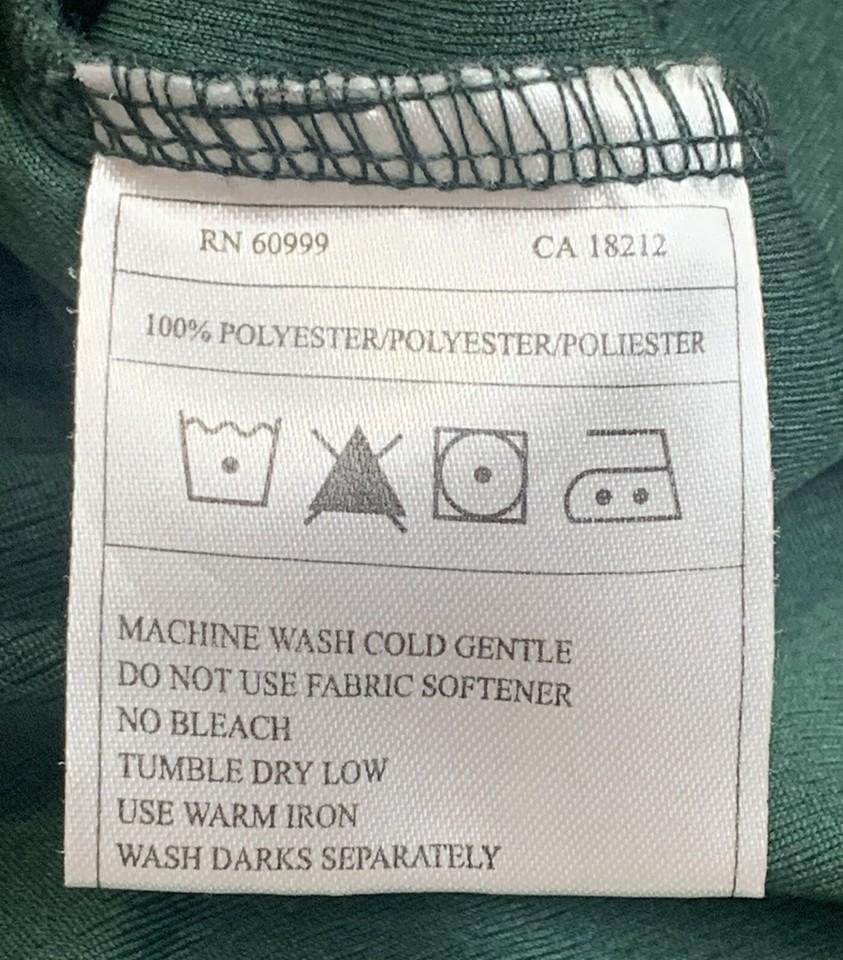 RN 60999 CA 18212
100% POLYESTER/POLYESTER/POLIESTER
MACHINE WASH COLD GENTLE
DO NOT USE FABRIC SOFTENER
NO BLEACH
TUMBLE DRY LOW
USE WARM IRON
WASH DARKS SEPARATELY